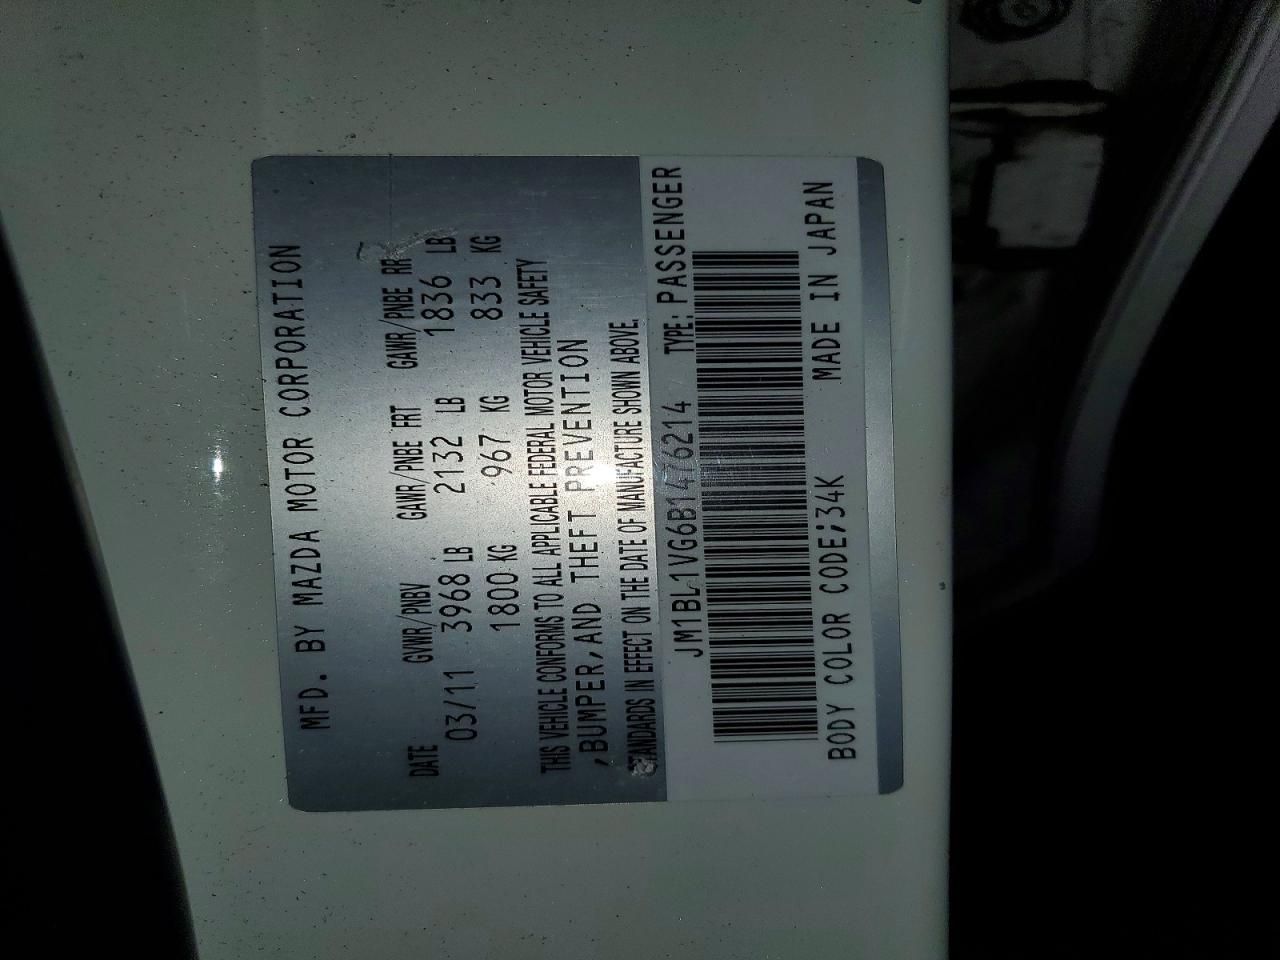 MFD. BY MAZDA MOTOR CORPORATION
DATE GVWR/PNBV GAWR/PNBE FRT GAWR/PNBE RR
03/11 3968 LB 2132 LB 1836 LB
1800 KG 967 KG 833 KG
THIS VEHICLE CONFORMS TO ALL APPLICABLE FEDERAL MOTOR VEHICLE SAFETY
,BUMPER,AND THEFT PREVENTION
STANDARDS IN EFFECT ON THE DATE OF MANUFACTURE SHOWN ABOVE.
JM1BL1VG6B1476214 TYPE: PASSENGER
BODY COLOR CODE;34K MADE IN JAPAN